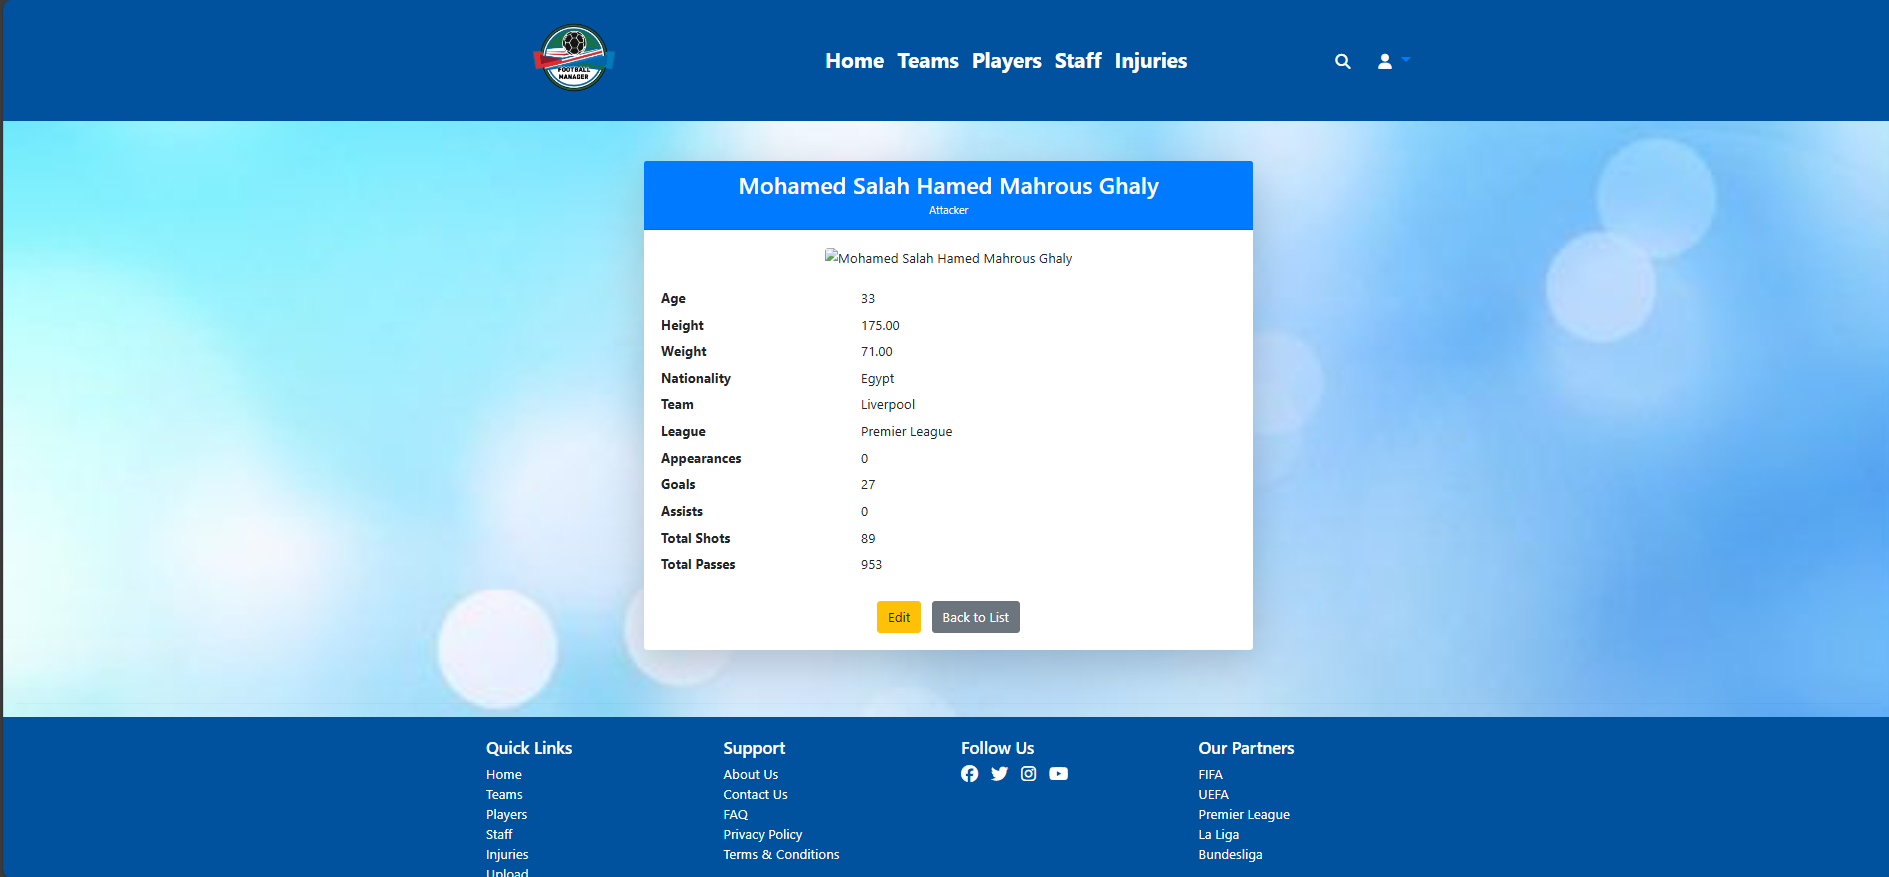 FOOTBALL
MANAGER
Home Teams Players Staff Injuries
Mohamed Salah Hamed Mahrous Ghaly
Attacker
Mohamed Salah Hamed Mahrous Ghaly
Age 33
Height 175.00
Weight 71.00
Nationality Egypt
Team Liverpool
League Premier League
Appearances 0
Goals 27
Assists 0
Total Shots 89
Total Passes 953
Edit Back to List
Quick Links
Home
Teams
Players
Staff
Injuries
Upload
Support
About Us
Contact Us
FAQ
Privacy Policy
Terms & Conditions
Follow Us
Our Partners
FIFA
UEFA
Premier League
La Liga
Bundesliga